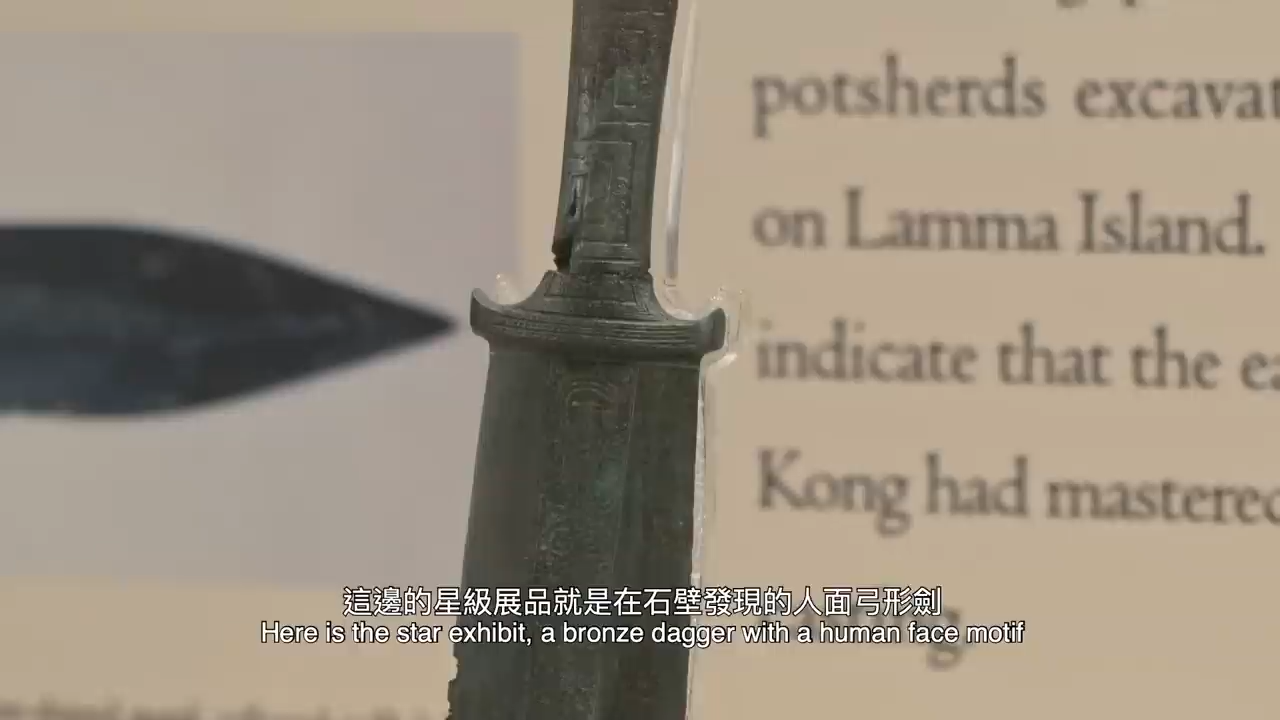 potsherds excavat
on Lamma Island.
indicate that the ea
Kong had mastered
這邊的星級展品就是在石壁發現的人面弓形劍
Here is the star exhibit, a bronze dagger with a human face motif